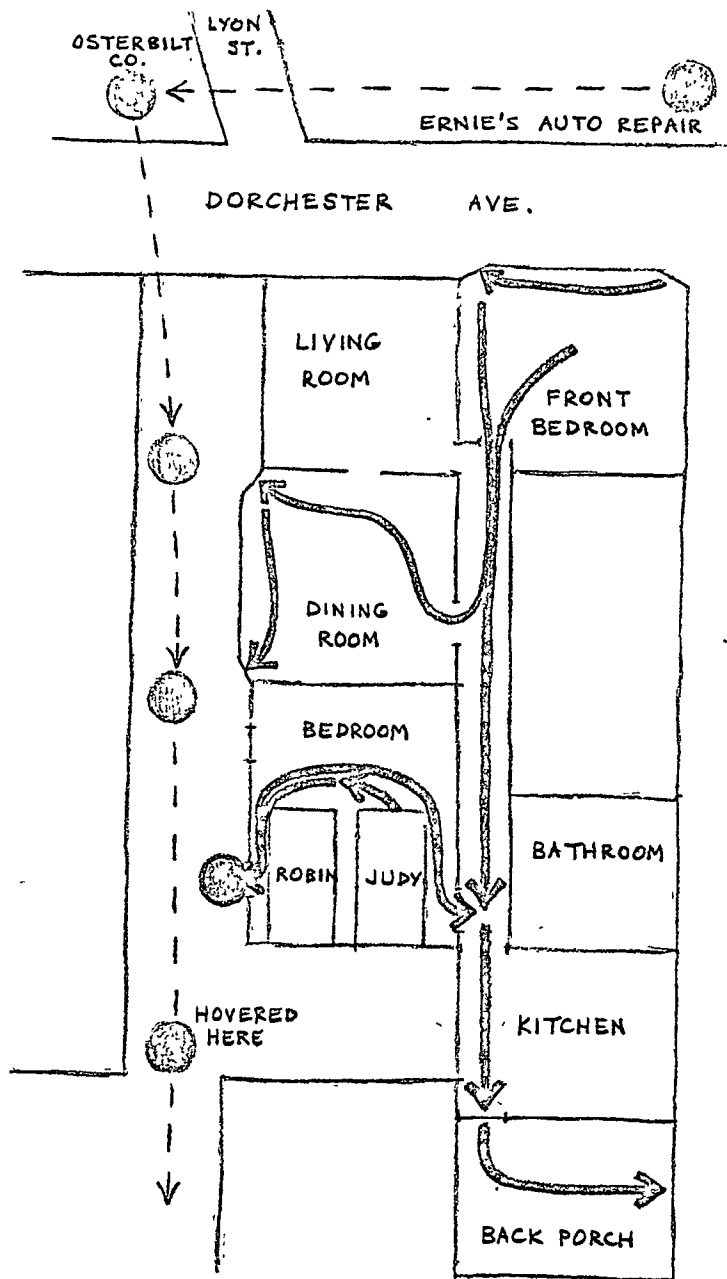 LYON
ST.
OSTERBILT
CO.
ERNIE'S AUTO REPAIR
DORCHESTER AVE.
LIVING
ROOM
FRONT
BEDROOM
DINING
ROOM
BEDROOM
BATHROOM
ROBIN
JUDY
HOVERED
HERE
KITCHEN
BACK PORCH